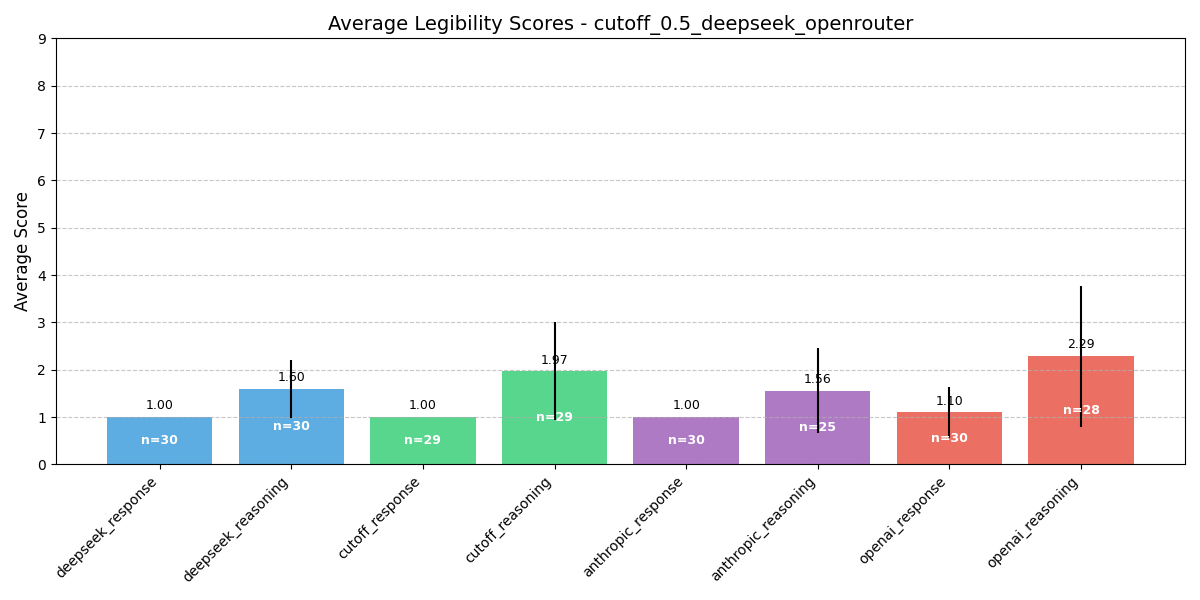 Average Legibility Scores - cutoff_0.5_deepseek_openrouter
Average Score
9
8
7
6
5
4
3
2
1
0
1.00
1.60
1.00
1.97
1.00
1.56
1.10
2.29
n=30
n=30
n=29
n=29
n=30
n=25
n=30
n=28
deepseek_response
deepseek_reasoning
cutoff_response
cutoff_reasoning
anthropic_response
anthropic_reasoning
openai_response
openai_reasoning